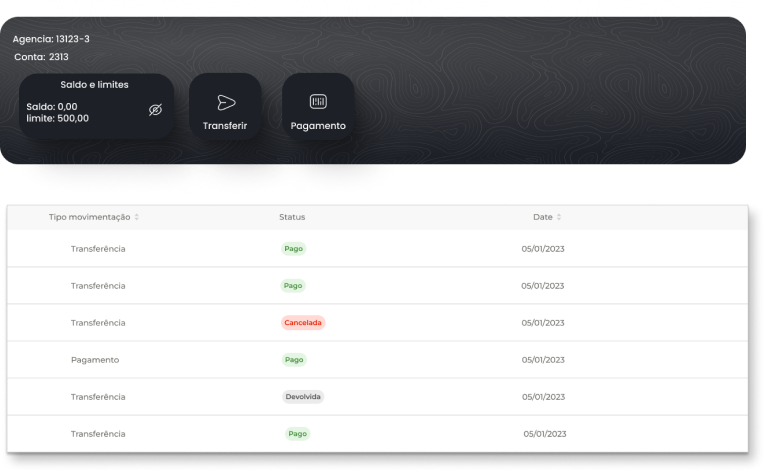 Agencia: 13123-3
Conta: 2313
Saldo e limites
Saldo: 0,00
limite: 500,00
Transferir
Pagamento
Tipo movimentação Status Date
Transferência Pago 05/01/2023
Transferência Pago 05/01/2023
Transferência Cancelada 05/01/2023
Pagamento Pago 05/01/2023
Transferência Devolvida 05/01/2023
Transferência Pago 05/01/2023